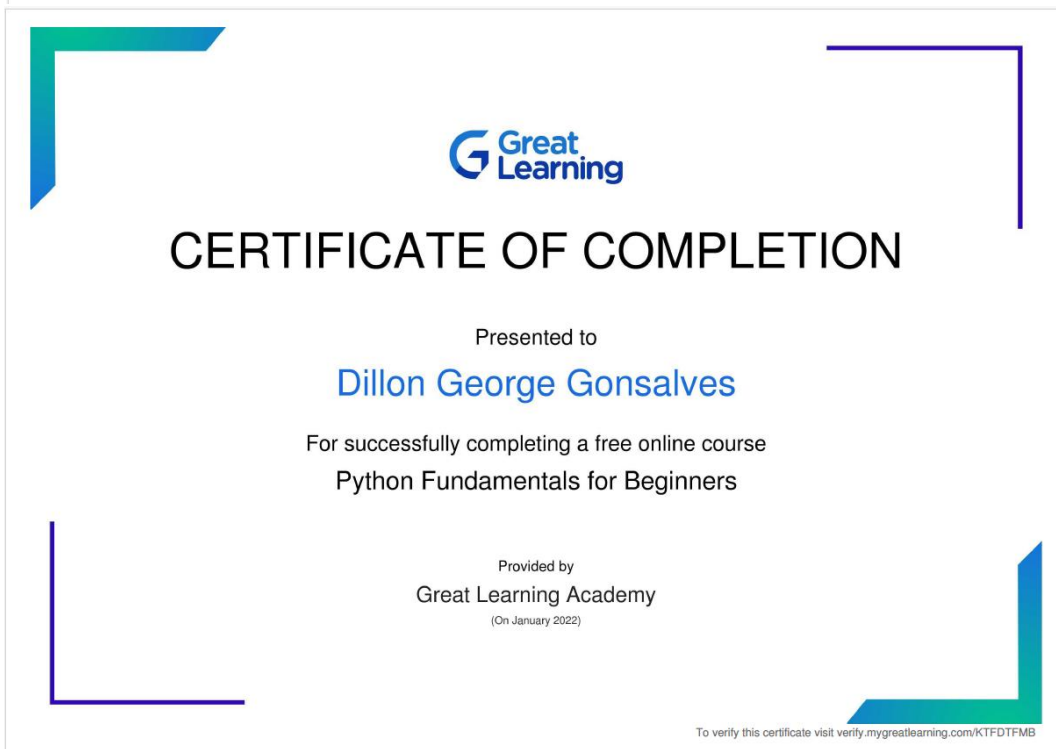 Great
Learning
CERTIFICATE OF COMPLETION
Presented to
Dillon George Gonsalves
For successfully completing a free online course
Python Fundamentals for Beginners
Provided by
Great Learning Academy
(On January 2022)
To verify this certificate visit verify.mygreatlearning.com/KTFDTFMB